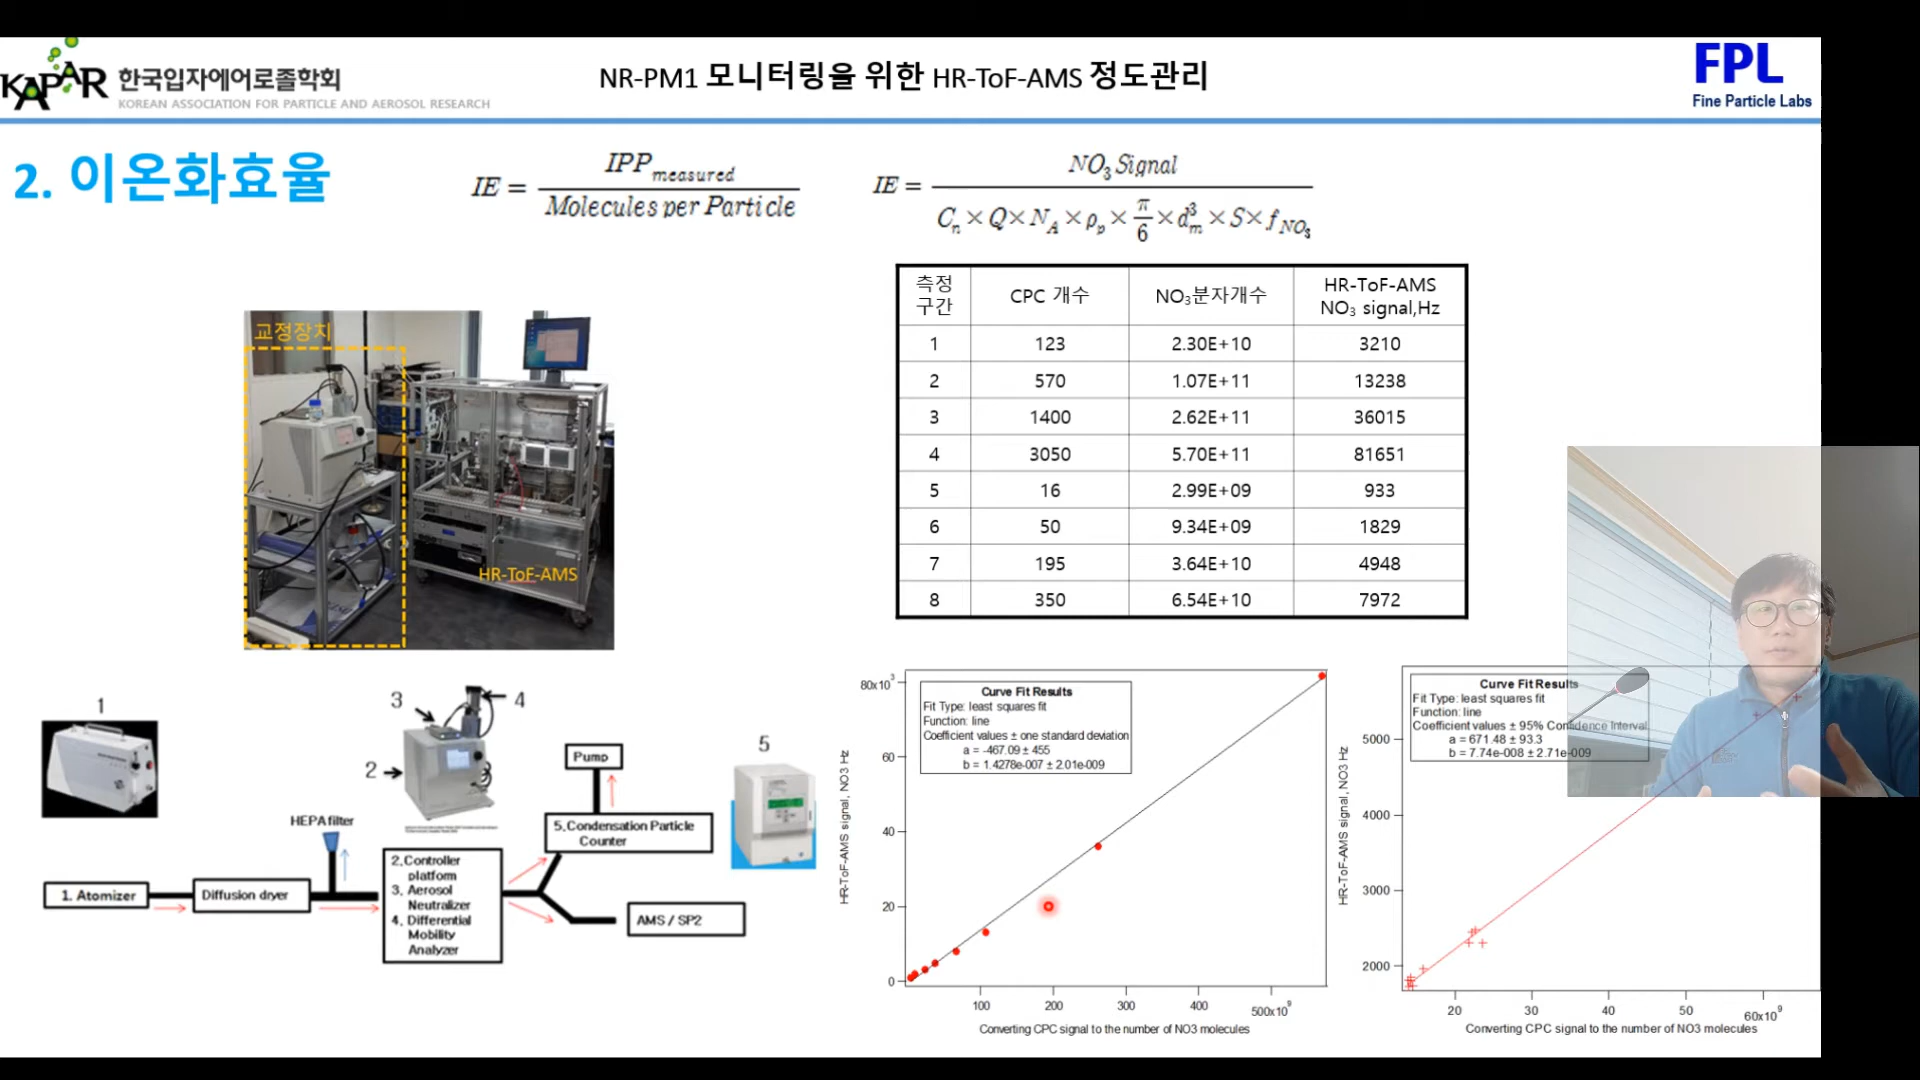 KAPAR 한국입자에어로졸학회
KOREAN ASSOCIATION FOR PARTICLE AND AEROSOL RESEARCH
NR-PM1 모니터링을 위한 HR-ToF-AMS 정도관리
FPL
Fine Particle Labs
2. 이온화효율
IE = IPP measured / Molecules per Particle
IE = NO3 Signal / Cn × Q × NA × ρp × π/6 × dm^3 × S × fNO3
교정장치
HR-ToF-AMS
측정 구간 CPC 개수 NO₃분자개수 HR-ToF-AMS NO₃ signal,Hz
1 123 2.30E+10 3210
2 570 1.07E+11 13238
3 1400 2.62E+11 36015
4 3050 5.70E+11 81651
5 16 2.99E+09 933
6 50 9.34E+09 1829
7 195 3.64E+10 4948
8 350 6.54E+10 7972
1
3
4
2
5
HEPA filter
Pump
1. Atomizer
Diffusion dryer
2. Controller
platform
3. Aerosol
Neutralizer
4. Differential
Mobility
Analyzer
5. Condensation Particle
Counter
AMS / SP2
Curve Fit Results
Fit Type: least squares fit
Function: line
Coefficient values ± one standard deviation
a = -467.09 ± 455
b = 1.4278e-007 ± 2.01e-009
HR-ToF-AMS signal, NO3 Hz
80x10³
60
40
20
0
100 200 300 400 500x10⁹
Converting CPC signal to the number of NO3 molecules
Curve Fit Results
Fit Type: least squares fit
Function: line
Coefficient values ± 95% Confidence Interval
a = 671.48 ± 93.3
b = 7.74e-008 ± 2.71e-009
HR-ToF-AMS signal, NO3 Hz
5000
4000
3000
2000
20 30 40 50 60x10⁹
Converting CPC signal to the number of NO3 molecules